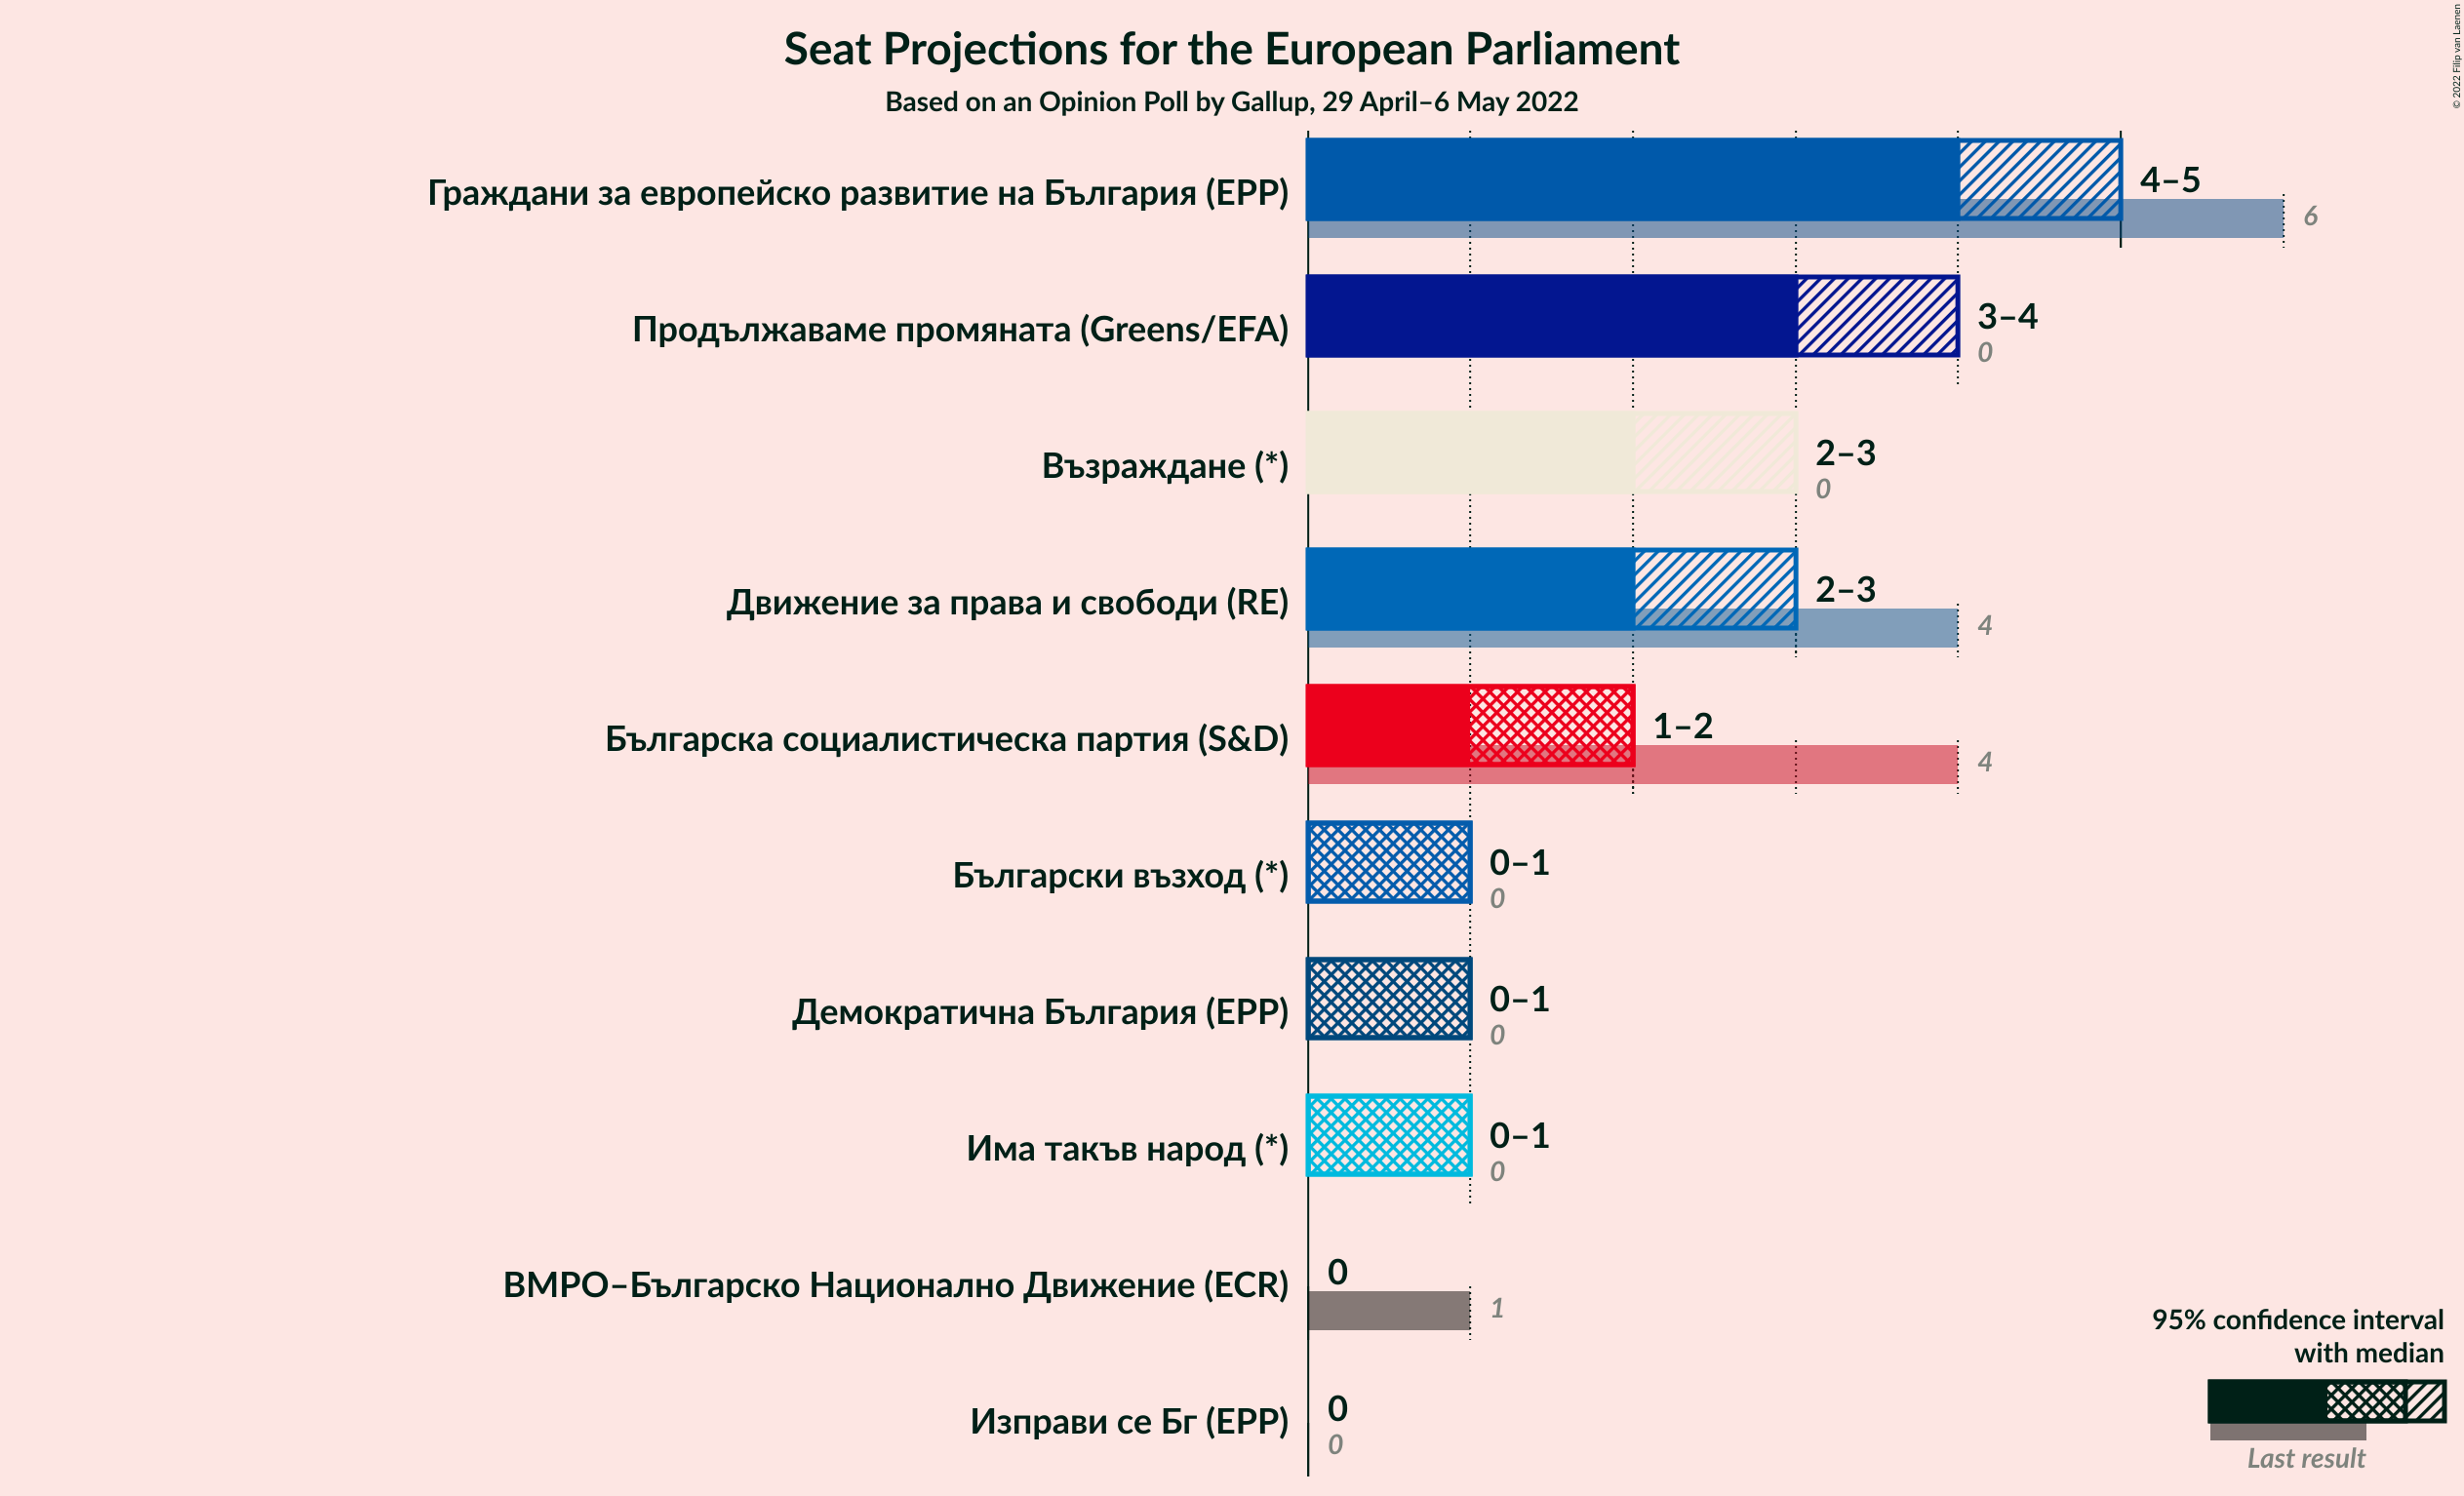 Seat Projections for the European Parliament
Based on an Opinion Poll by Gallup, 29 April–6 May 2022
© 2022 Filip van Laenen
Граждани за европейско развитие на България (EPP)
4–5
6
Продължаваме промяната (Greens/EFA)
3–4
0
Възраждане (*)
2–3
0
Движение за права и свободи (RE)
2–3
4
Българска социалистическа партия (S&D)
1–2
4
Български възход (*)
0–1
0
Демократична България (EPP)
0–1
0
Има такъв народ (*)
0–1
0
ВМРО–Българско Национално Движение (ECR)
0
1
Изправи се Бг (EPP)
0
0
95% confidence interval
with median
Last result